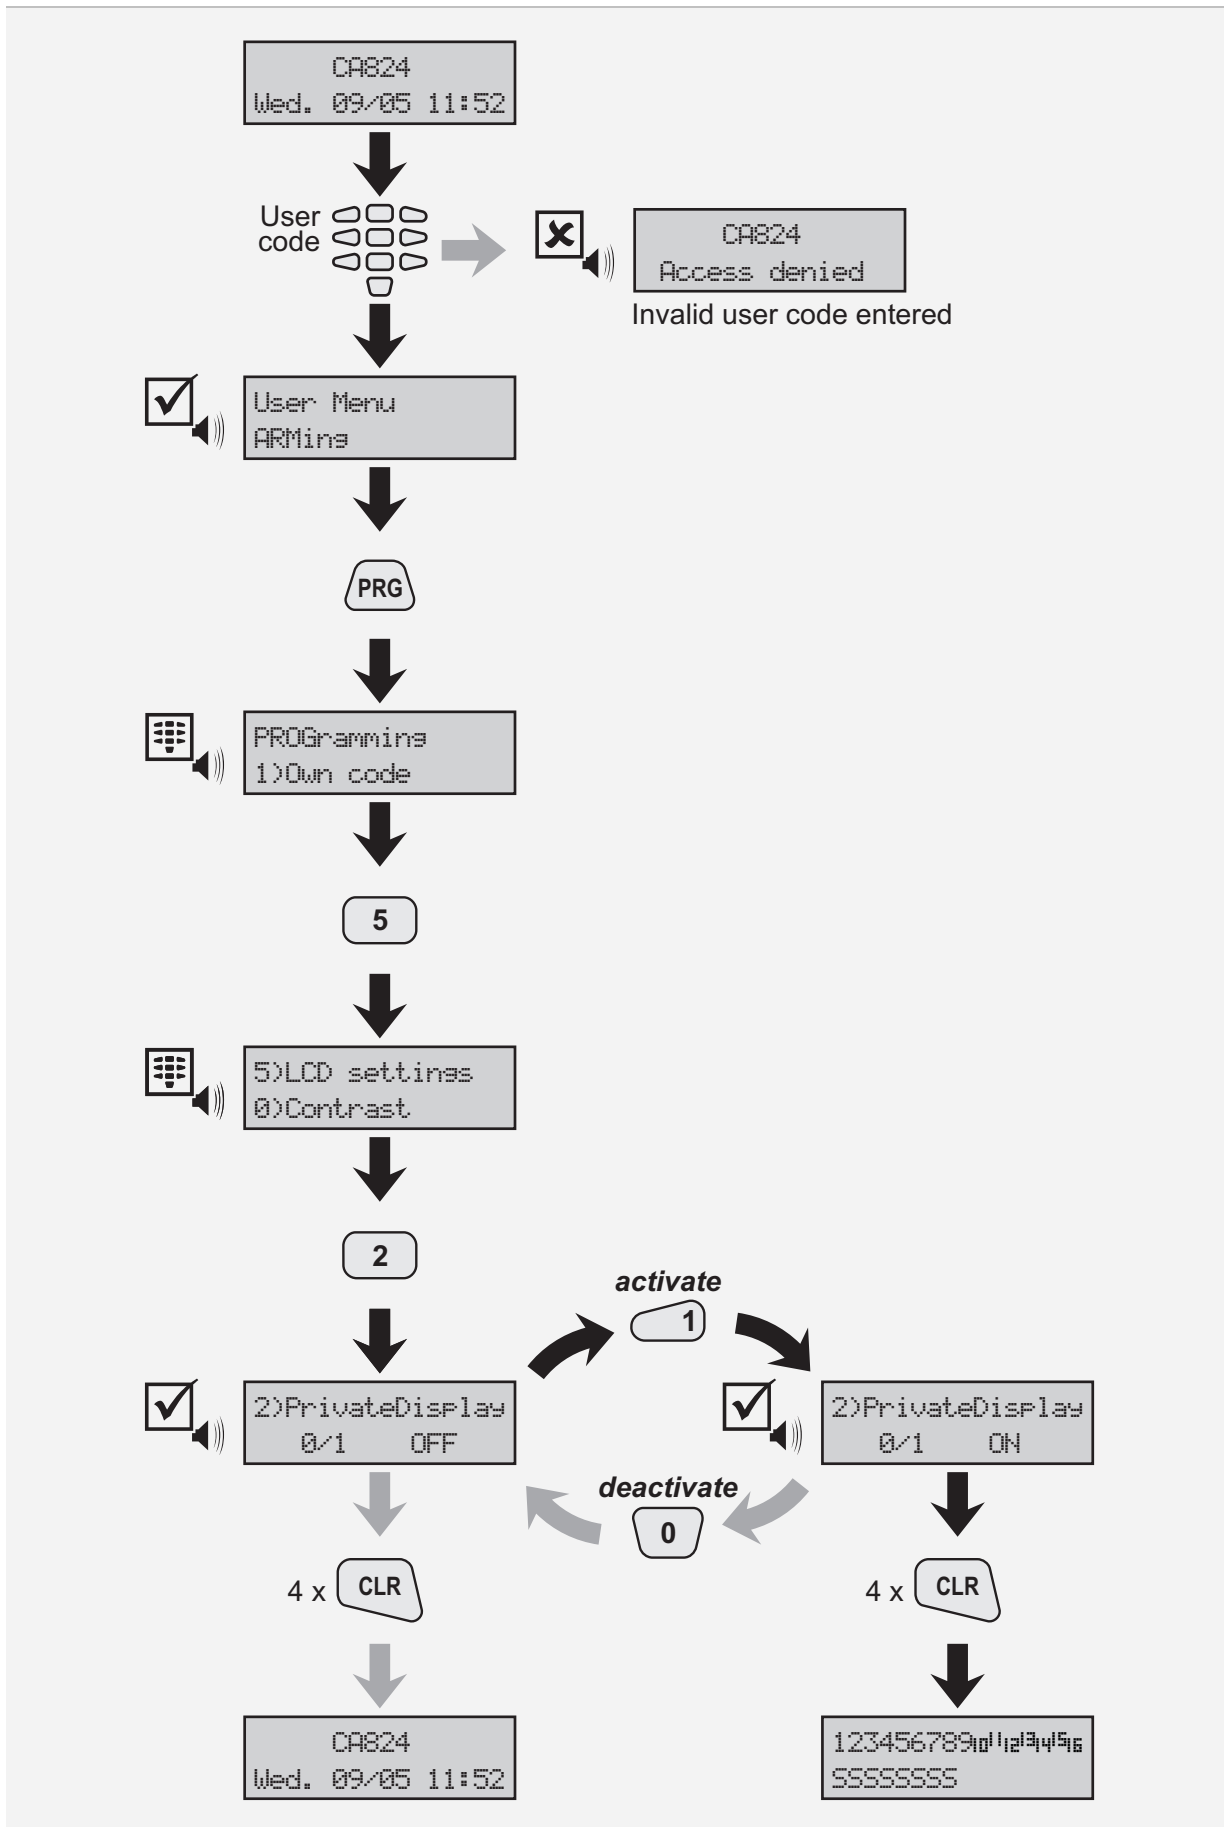 CA824
Wed. 09/05 11:52
User
code
CA824
Access denied
Invalid user code entered
User Menu
ARMing
PRG
PROGramming
1)Own code
5
5)LCD settings
0)Contrast
2
activate
1
2)PrivateDisplay
0/1 OFF
2)PrivateDisplay
0/1 ON
deactivate
0
4 x CLR
4 x CLR
CA824
Wed. 09/05 11:52
12345678910111213141516
SSSSSSSS